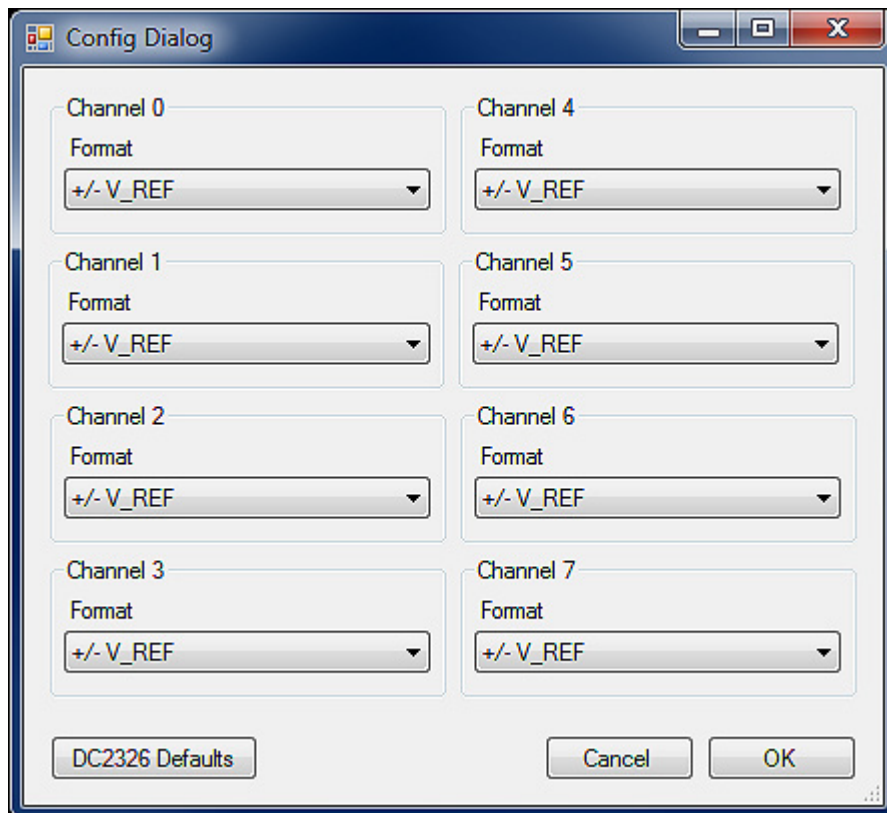 Config Dialog
Channel 0
Format
+/- V_REF
Channel 4
Format
+/- V_REF
Channel 1
Format
+/- V_REF
Channel 5
Format
+/- V_REF
Channel 2
Format
+/- V_REF
Channel 6
Format
+/- V_REF
Channel 3
Format
+/- V_REF
Channel 7
Format
+/- V_REF
DC2326 Defaults
Cancel
OK